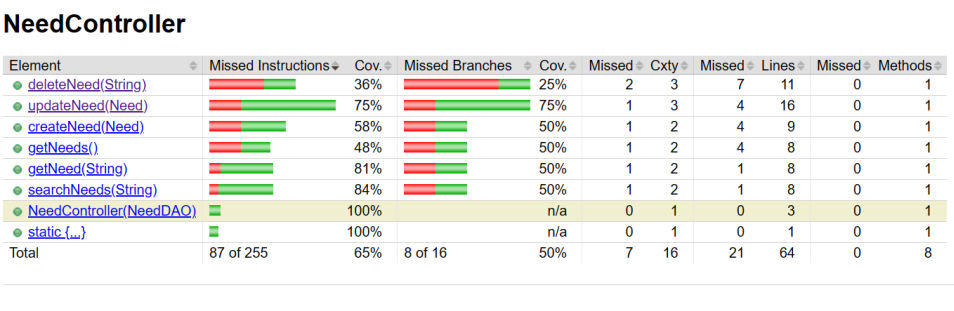 NeedController
Element Missed Instructions Cov. Missed Branches Cov. Missed Cxty Missed Lines Missed Methods
deleteNeed(String) 36% 25% 2 3 7 11 0 1
updateNeed(Need) 75% 75% 1 3 4 16 0 1
createNeed(Need) 58% 50% 1 2 4 9 0 1
getNeeds() 48% 50% 1 2 4 8 0 1
getNeed(String) 81% 50% 1 2 1 8 0 1
searchNeeds(String) 84% 50% 1 2 1 8 0 1
NeedController(NeedDAO) 100% n/a 0 1 0 3 0 1
static {...} 100% n/a 0 1 0 1 0 1
Total 87 of 255 65% 8 of 16 50% 7 16 21 64 0 8